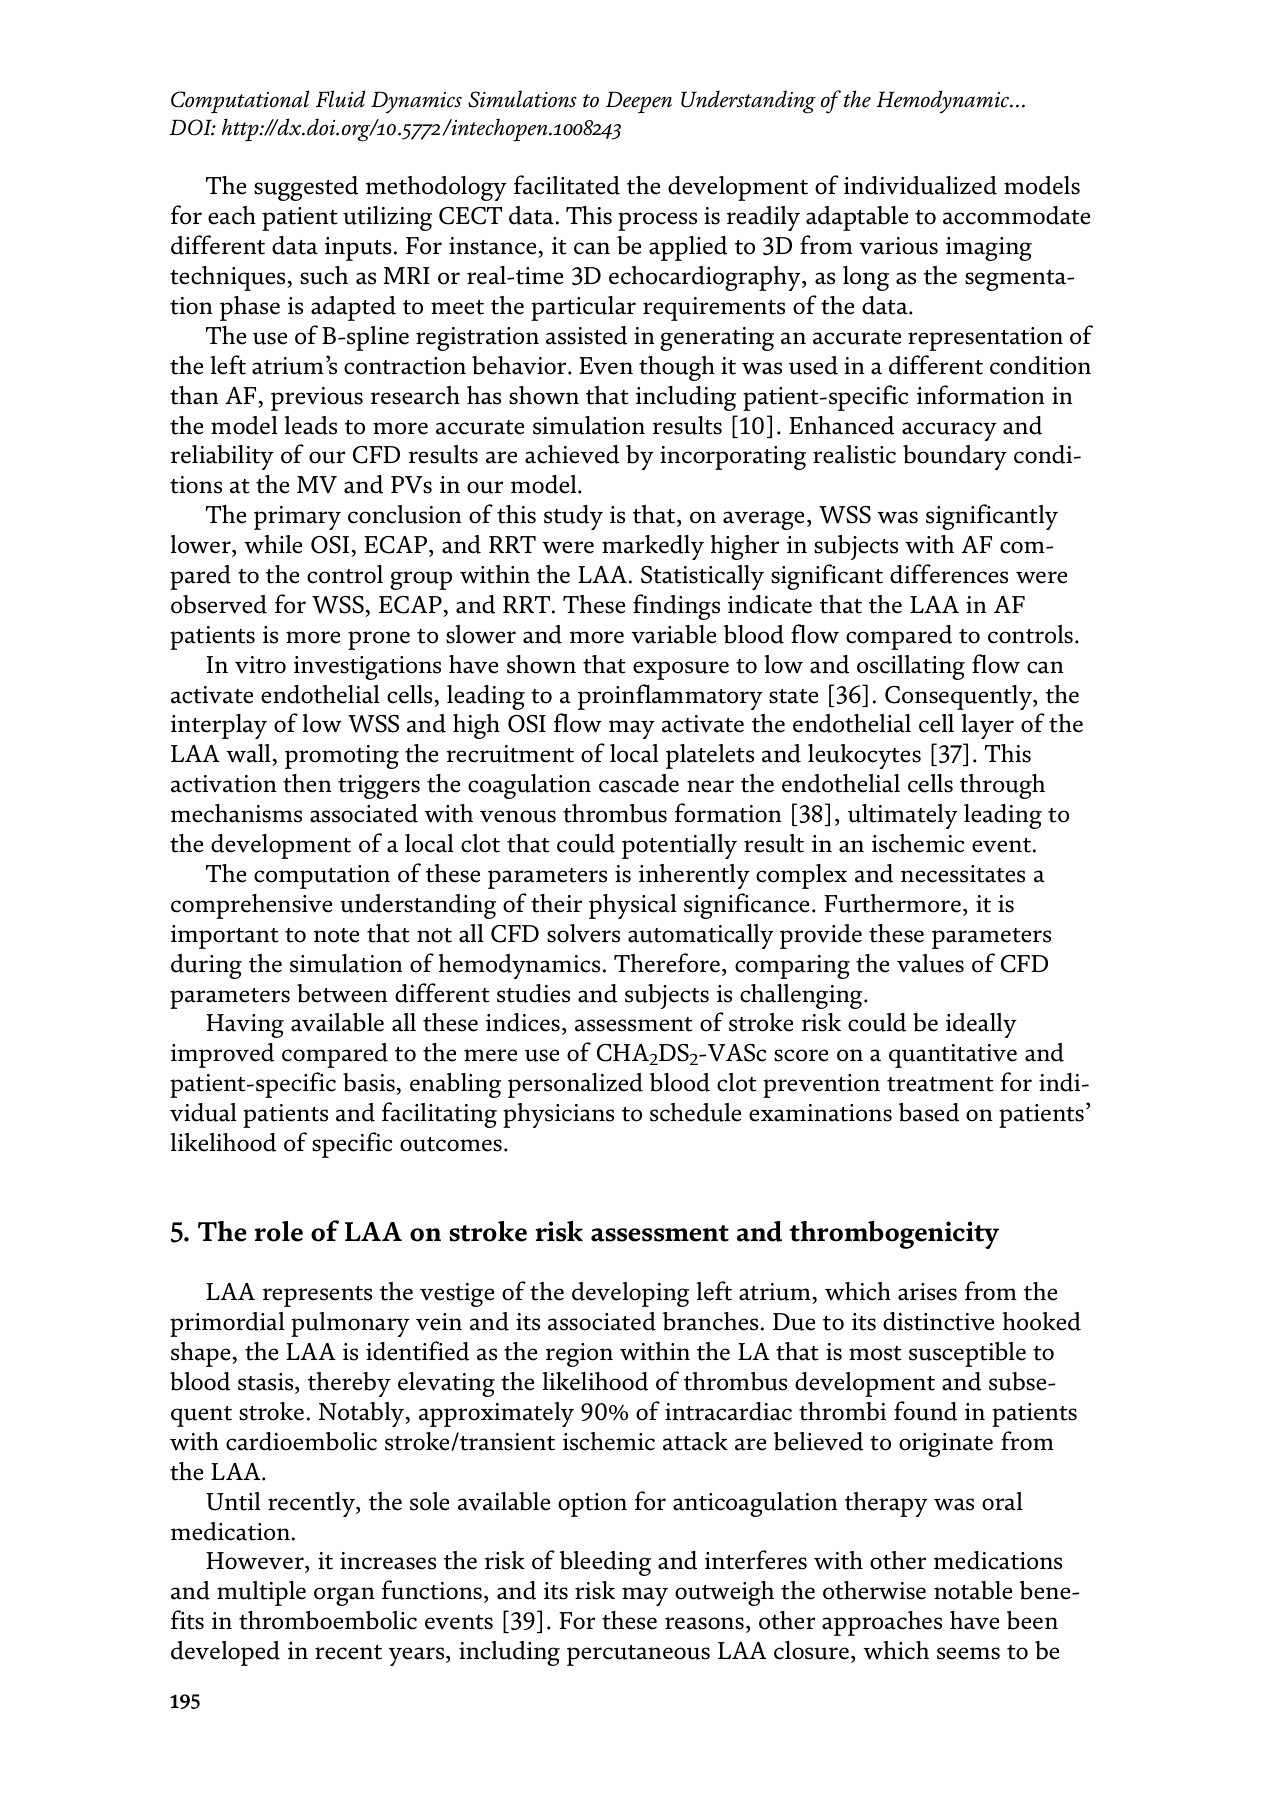 Computational Fluid Dynamics Simulations to Deepen Understanding of the Hemodynamic…
DOI: http://dx.doi.org/10.5772/intechopen.1008243
The suggested methodology facilitated the development of individualized models
for each patient utilizing CECT data. This process is readily adaptable to accommodate
different data inputs. For instance, it can be applied to 3D from various imaging
techniques, such as MRI or real-time 3D echocardiography, as long as the segmenta-
tion phase is adapted to meet the particular requirements of the data.
The use of B-spline registration assisted in generating an accurate representation of
the left atrium’s contraction behavior. Even though it was used in a different condition
than AF, previous research has shown that including patient-specific information in
the model leads to more accurate simulation results [10]. Enhanced accuracy and
reliability of our CFD results are achieved by incorporating realistic boundary condi-
tions at the MV and PVs in our model.
The primary conclusion of this study is that, on average, WSS was significantly
lower, while OSI, ECAP, and RRT were markedly higher in subjects with AF com-
pared to the control group within the LAA. Statistically significant differences were
observed for WSS, ECAP, and RRT. These findings indicate that the LAA in AF
patients is more prone to slower and more variable blood flow compared to controls.
In vitro investigations have shown that exposure to low and oscillating flow can
activate endothelial cells, leading to a proinflammatory state [36]. Consequently, the
interplay of low WSS and high OSI flow may activate the endothelial cell layer of the
LAA wall, promoting the recruitment of local platelets and leukocytes [37]. This
activation then triggers the coagulation cascade near the endothelial cells through
mechanisms associated with venous thrombus formation [38], ultimately leading to
the development of a local clot that could potentially result in an ischemic event.
The computation of these parameters is inherently complex and necessitates a
comprehensive understanding of their physical significance. Furthermore, it is
important to note that not all CFD solvers automatically provide these parameters
during the simulation of hemodynamics. Therefore, comparing the values of CFD
parameters between different studies and subjects is challenging.
Having available all these indices, assessment of stroke risk could be ideally
improved compared to the mere use of CHA₂DS₂-VASc score on a quantitative and
patient-specific basis, enabling personalized blood clot prevention treatment for indi-
vidual patients and facilitating physicians to schedule examinations based on patients’
likelihood of specific outcomes.
5. The role of LAA on stroke risk assessment and thrombogenicity
LAA represents the vestige of the developing left atrium, which arises from the
primordial pulmonary vein and its associated branches. Due to its distinctive hooked
shape, the LAA is identified as the region within the LA that is most susceptible to
blood stasis, thereby elevating the likelihood of thrombus development and subse-
quent stroke. Notably, approximately 90% of intracardiac thrombi found in patients
with cardioembolic stroke/transient ischemic attack are believed to originate from
the LAA.
Until recently, the sole available option for anticoagulation therapy was oral
medication.
However, it increases the risk of bleeding and interferes with other medications
and multiple organ functions, and its risk may outweigh the otherwise notable bene-
fits in thromboembolic events [39]. For these reasons, other approaches have been
developed in recent years, including percutaneous LAA closure, which seems to be
195